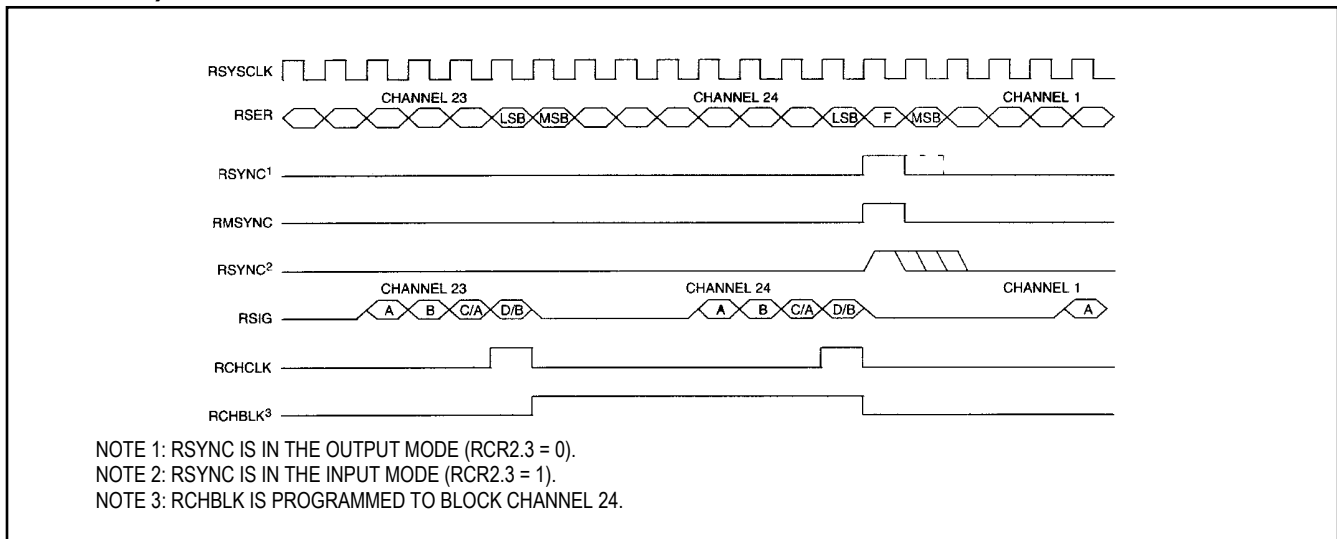 RSYSCLK
CHANNEL 23 CHANNEL 24 CHANNEL 1
RSER LSB MSB LSB F MSB
RSYNC¹
RMSYNC
RSYNC²
CHANNEL 23 CHANNEL 24 CHANNEL 1
RSIG A B C/A D/B A B C/A D/B A
RCHCLK
RCHBLK³
NOTE 1: RSYNC IS IN THE OUTPUT MODE (RCR2.3 = 0).
NOTE 2: RSYNC IS IN THE INPUT MODE (RCR2.3 = 1).
NOTE 3: RCHBLK IS PROGRAMMED TO BLOCK CHANNEL 24.